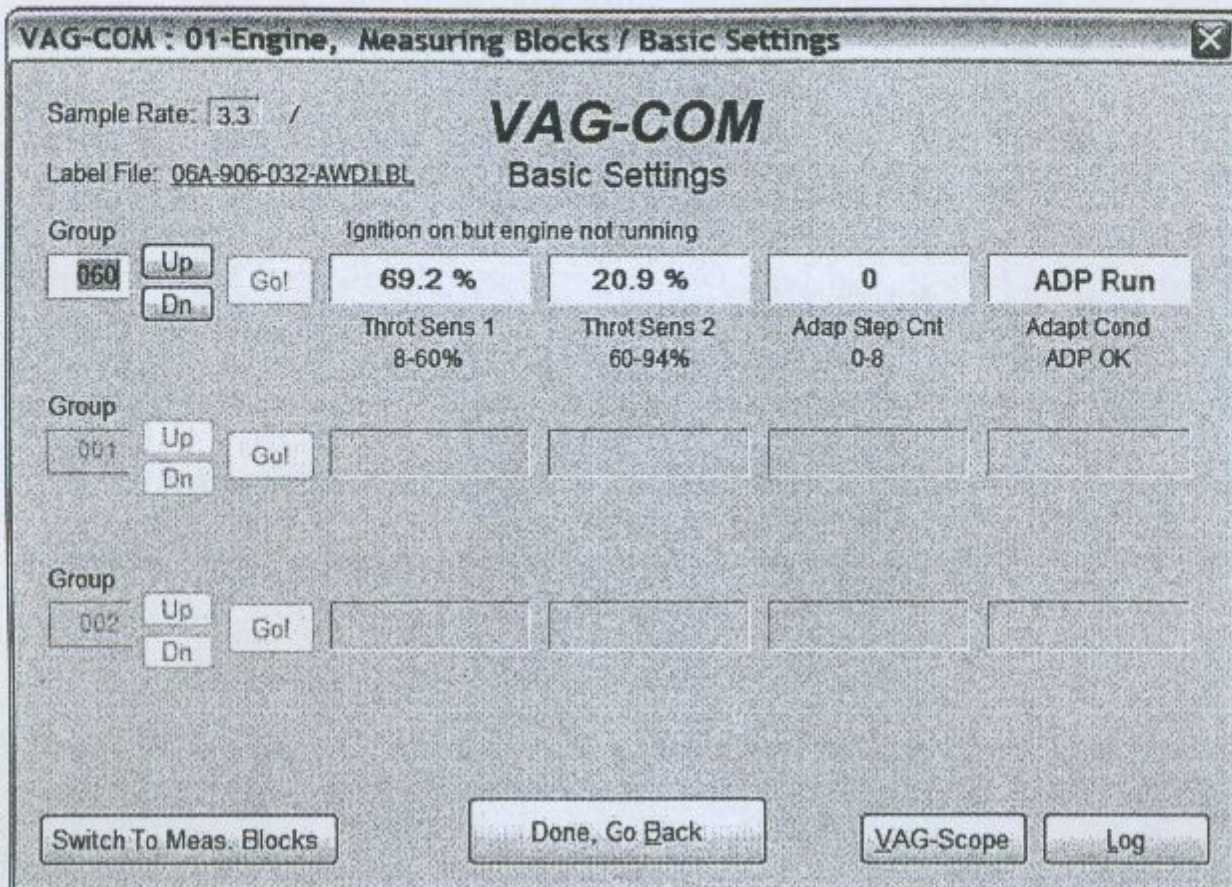 VAG-COM : 01-Engine, Measuring Blocks / Basic Settings
Sample Rate: 3.3 /
VAG-COM
Label File: 06A-906-032-AWD.LBL
Basic Settings
Group
Ignition on but engine not running
060 Up Dn Go! 69.2 % 20.9 % 0 ADP Run
Throt Sens 1 Throt Sens 2 Adap Step Cnt Adapt Cond
8-60% 60-94% 0-8 ADP OK
Group
001 Up Dn Go!
Group
002 Up Dn Go!
Switch To Meas. Blocks Done, Go Back VAG-Scope Log